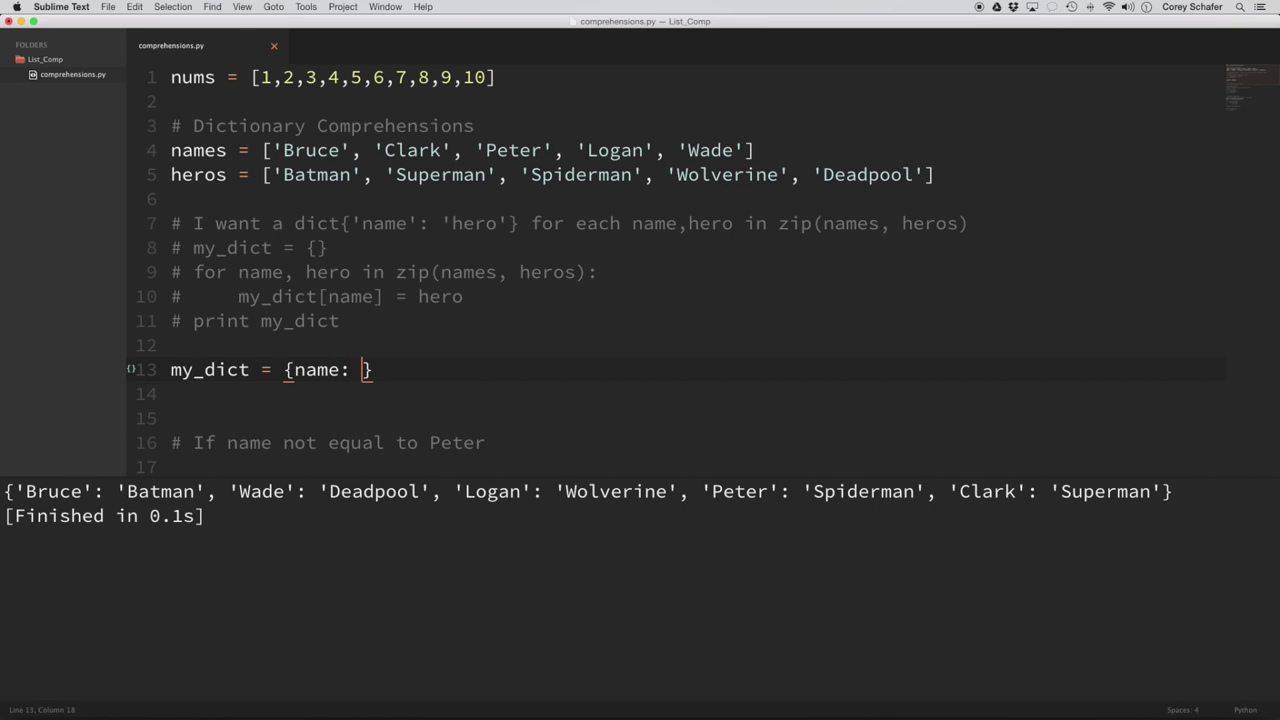 Sublime Text File Edit Selection Find View Goto Tools Project Window Help Corey Schafer
comprehensions.py — List_Comp
FOLDERS
List_Comp
comprehensions.py
comprehensions.py
1 nums = [1,2,3,4,5,6,7,8,9,10]
2
3 # Dictionary Comprehensions
4 names = ['Bruce', 'Clark', 'Peter', 'Logan', 'Wade']
5 heros = ['Batman', 'Superman', 'Spiderman', 'Wolverine', 'Deadpool']
6
7 # I want a dict{'name': 'hero'} for each name,hero in zip(names, heros)
8 # my_dict = {}
9 # for name, hero in zip(names, heros):
10 #     my_dict[name] = hero
11 # print my_dict
12
{} 13 my_dict = {name: }
14
15
16 # If name not equal to Peter
17
{'Bruce': 'Batman', 'Wade': 'Deadpool', 'Logan': 'Wolverine', 'Peter': 'Spiderman', 'Clark': 'Superman'}
[Finished in 0.1s]
Line 13, Column 18 Spaces: 4 Python